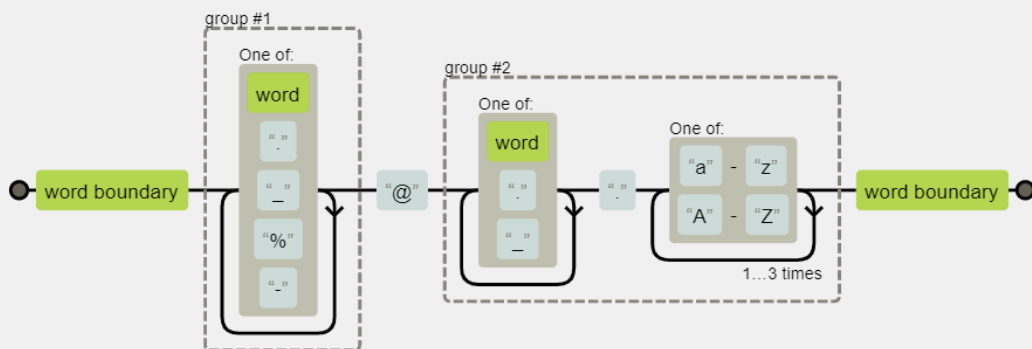 group #1
One of:
word
“.”
“_”
“%”
“-”
word boundary
“@”
group #2
One of:
word
“.”
“_”
“.”
One of:
“a” - “z”
“A” - “Z”
1...3 times
word boundary